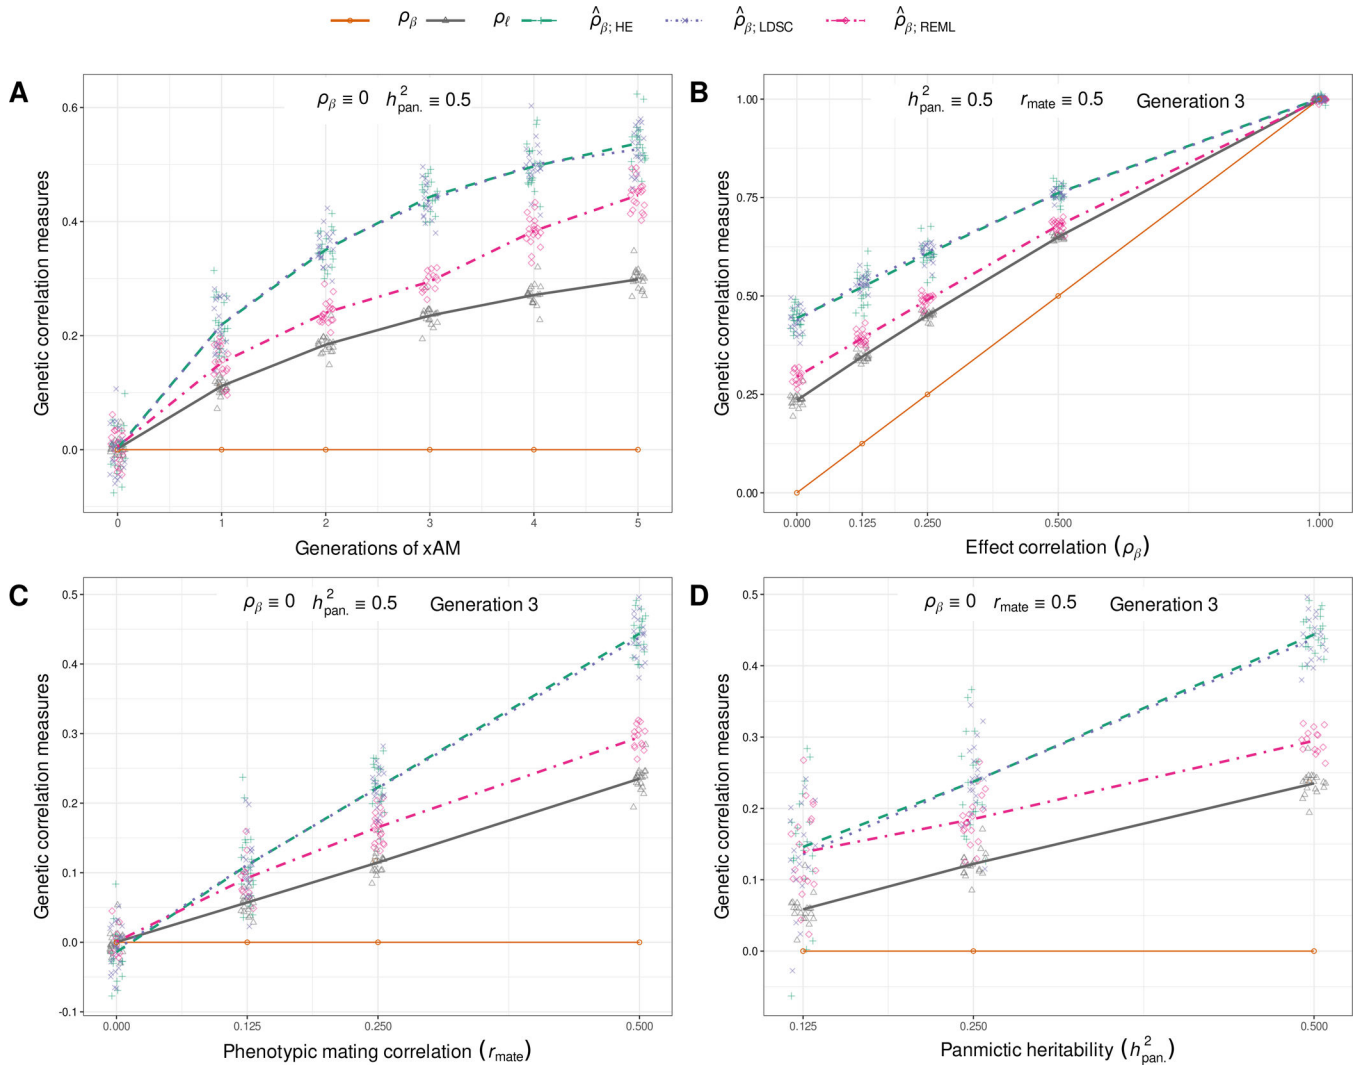 ρβ ρℓ ρ̂β; HE ρ̂β; LDSC ρ̂β; REML
A
ρβ ≡ 0 h²pan. ≡ 0.5
Genetic correlation measures
0.6
0.4
0.2
0.0
0 1 2 3 4 5
Generations of xAM
B
h²pan. ≡ 0.5 rmate ≡ 0.5 Generation 3
Genetic correlation measures
1.00
0.75
0.50
0.25
0.00
0.000 0.125 0.250 0.500 1.000
Effect correlation (ρβ)
C
ρβ ≡ 0 h²pan. ≡ 0.5 Generation 3
Genetic correlation measures
0.5
0.4
0.3
0.2
0.1
0.0
-0.1
0.000 0.125 0.250 0.500
Phenotypic mating correlation (rmate)
D
ρβ ≡ 0 rmate ≡ 0.5 Generation 3
Genetic correlation measures
0.5
0.4
0.3
0.2
0.1
0.0
0.125 0.250 0.500
Panmictic heritability (h²pan.)